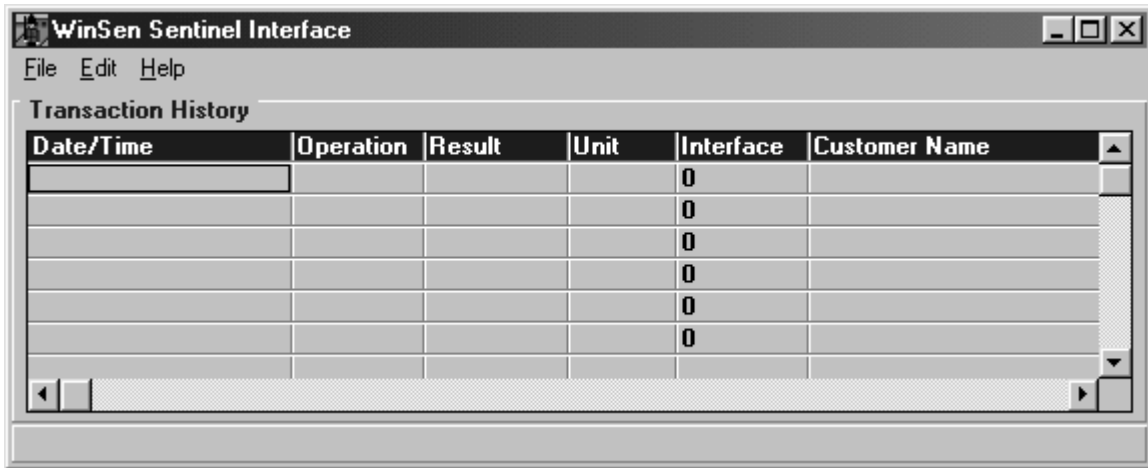 WinSen Sentinel Interface
File Edit Help
Transaction History
Date/Time Operation Result Unit Interface Customer Name
0
0
0
0
0
0